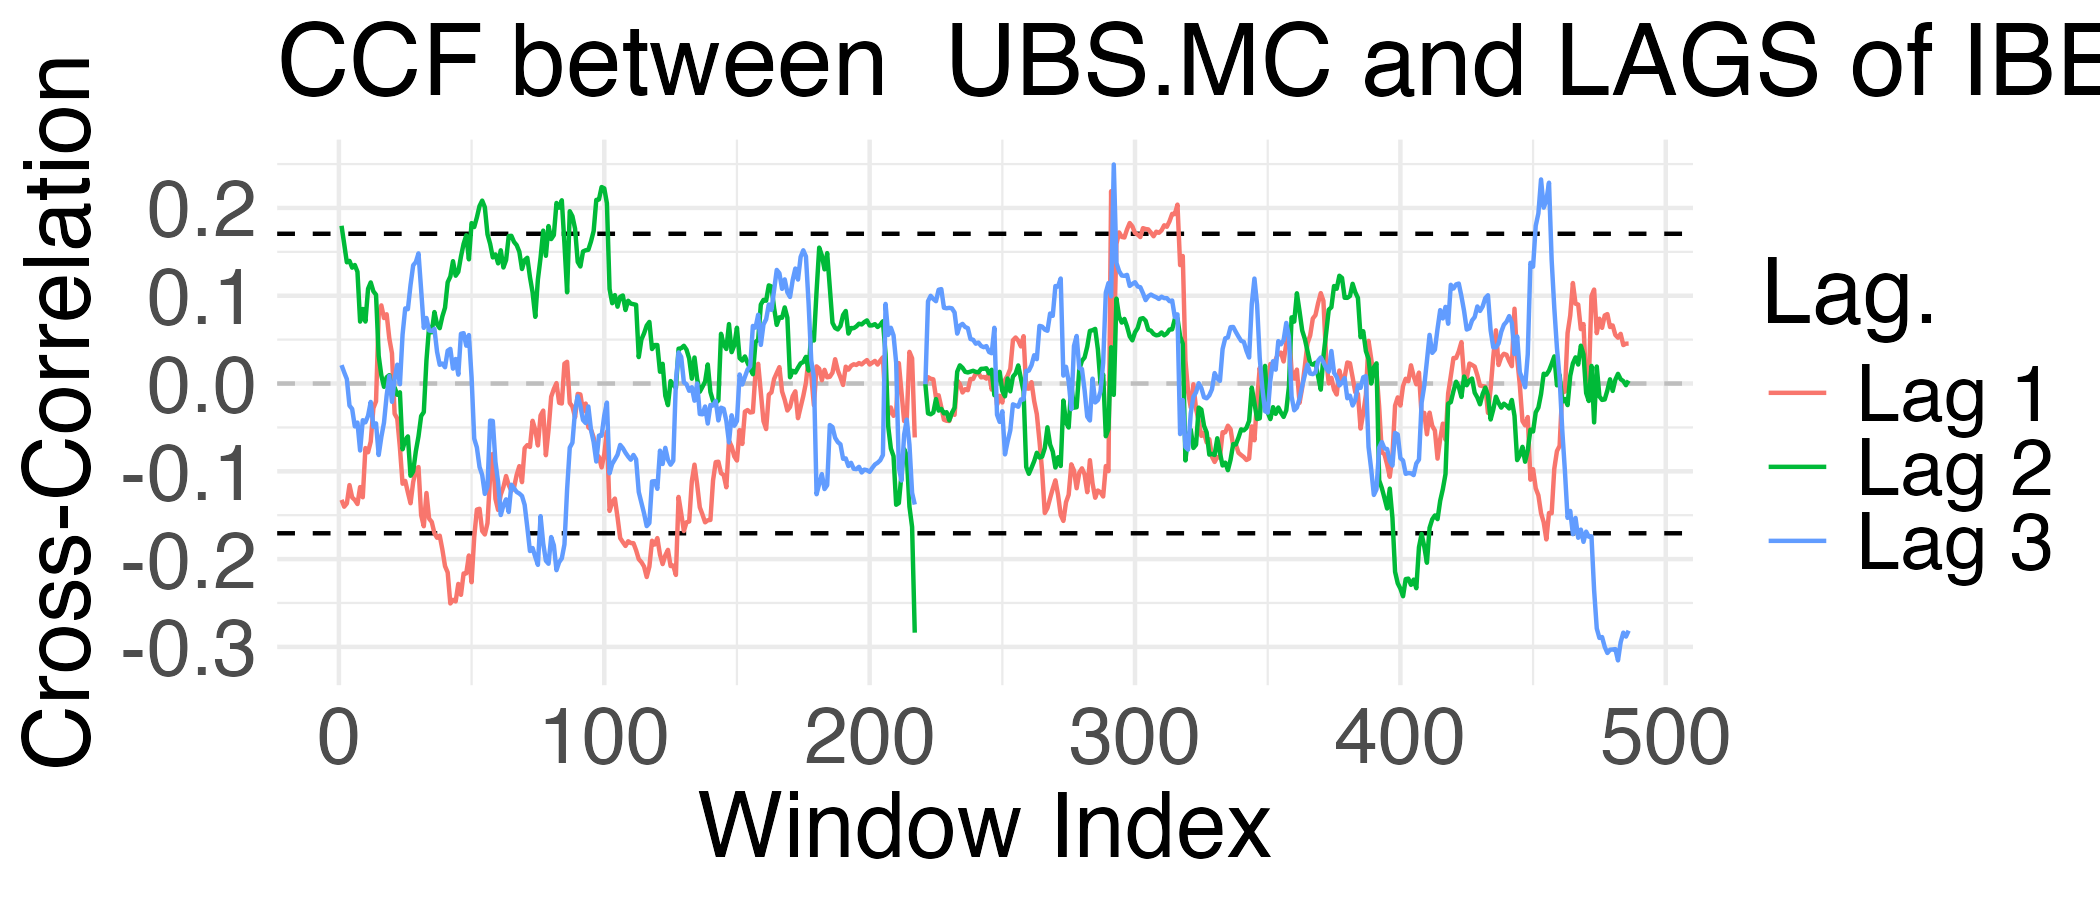 CCF between UBS.MC and LAGS of IBE
Cross-Correlation
0.2
0.1
0.0
-0.1
-0.2
-0.3
0 100 200 300 400 500
Window Index
Lag.
Lag 1
Lag 2
Lag 3